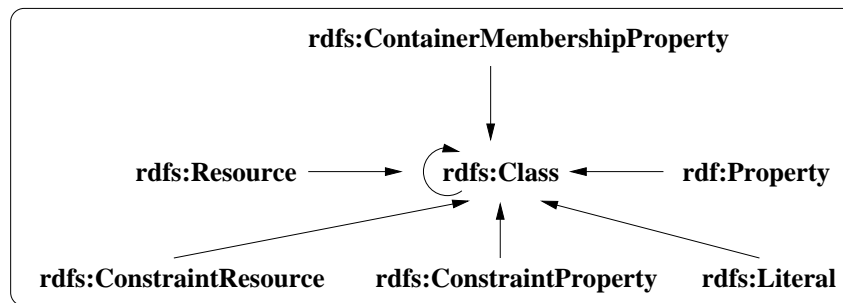 rdfs:ContainerMembershipProperty
rdfs:Resource rdfs:Class rdf:Property
rdfs:ConstraintResource rdfs:ConstraintProperty rdfs:Literal